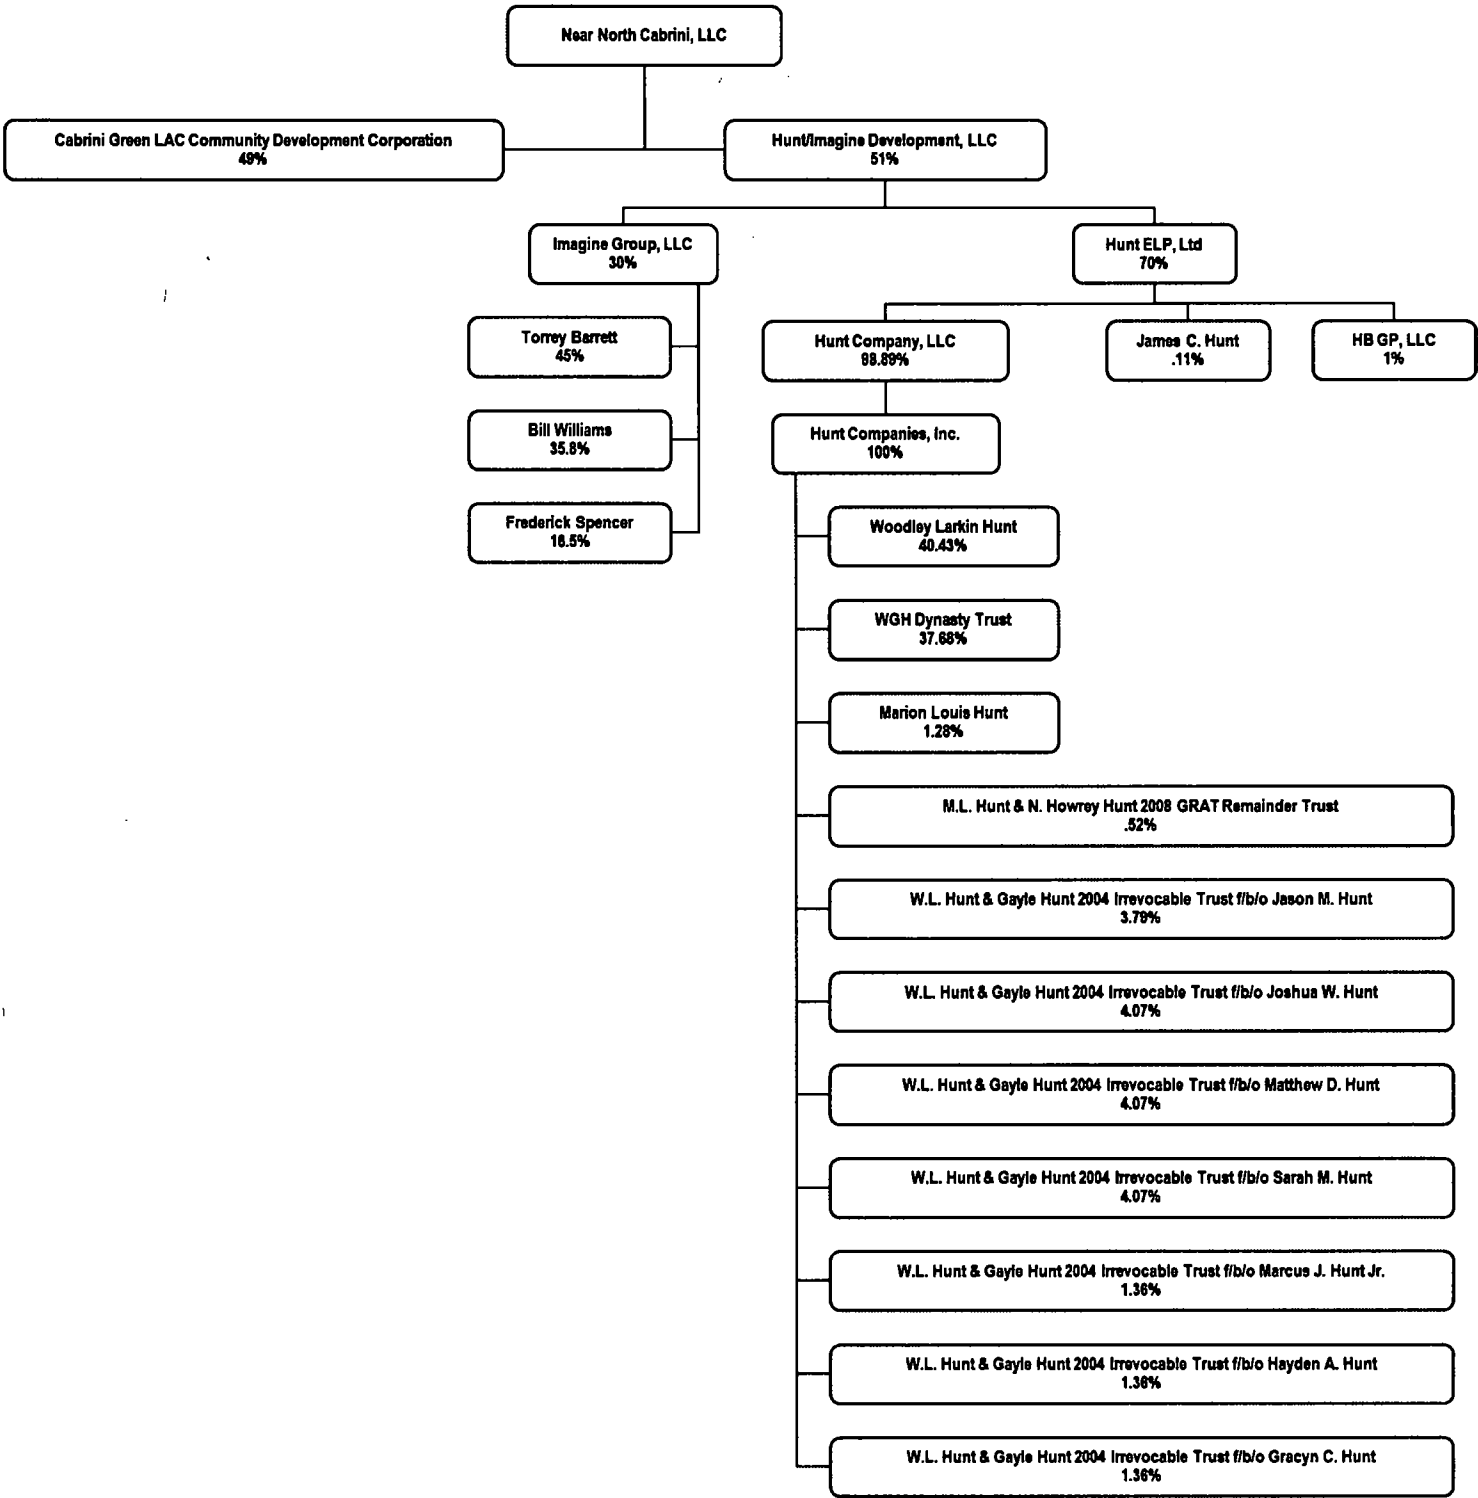 Near North Cabrini, LLC
Cabrini Green LAC Community Development Corporation
49%
Hunt/Imagine Development, LLC
51%
Imagine Group, LLC
30%
Hunt ELP, Ltd
70%
Torrey Barrett
45%
Bill Williams
35.8%
Frederick Spencer
16.5%
Hunt Company, LLC
98.89%
James C. Hunt
.11%
HB GP, LLC
1%
Hunt Companies, Inc.
100%
Woodley Larkin Hunt
40.43%
WGH Dynasty Trust
37.68%
Marion Louis Hunt
1.28%
M.L. Hunt & N. Howrey Hunt 2008 GRAT Remainder Trust
.52%
W.L. Hunt & Gayle Hunt 2004 Irrevocable Trust f/b/o Jason M. Hunt
3.79%
W.L. Hunt & Gayle Hunt 2004 Irrevocable Trust f/b/o Joshua W. Hunt
4.07%
W.L. Hunt & Gayle Hunt 2004 Irrevocable Trust f/b/o Matthew D. Hunt
4.07%
W.L. Hunt & Gayle Hunt 2004 Irrevocable Trust f/b/o Sarah M. Hunt
4.07%
W.L. Hunt & Gayle Hunt 2004 Irrevocable Trust f/b/o Marcus J. Hunt Jr.
1.36%
W.L. Hunt & Gayle Hunt 2004 Irrevocable Trust f/b/o Hayden A. Hunt
1.36%
W.L. Hunt & Gayle Hunt 2004 Irrevocable Trust f/b/o Gracyn C. Hunt
1.36%